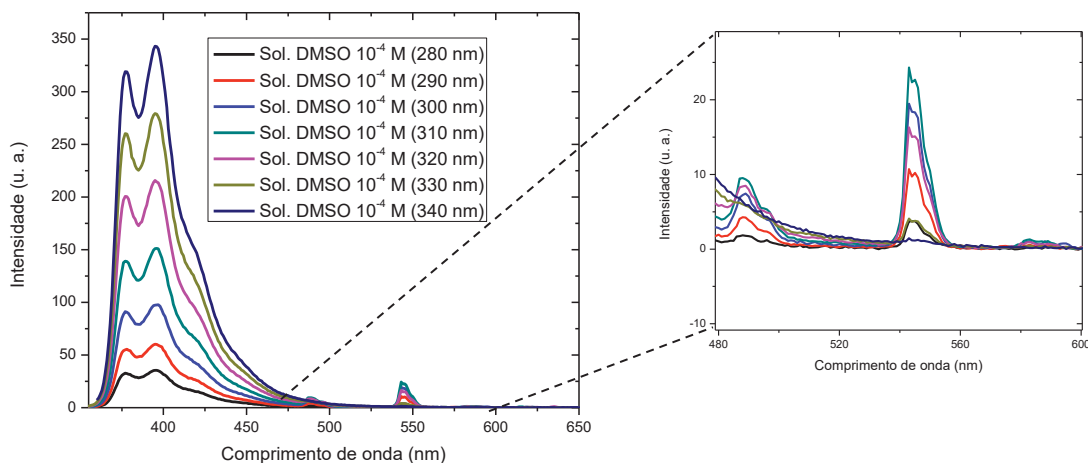 350
300
250
200
150
100
50
0
Intensidade (u. a.)
400
450
500
550
600
650
Comprimento de onda (nm)
Sol. DMSO 10⁻⁴ M (280 nm)
Sol. DMSO 10⁻⁴ M (290 nm)
Sol. DMSO 10⁻⁴ M (300 nm)
Sol. DMSO 10⁻⁴ M (310 nm)
Sol. DMSO 10⁻⁴ M (320 nm)
Sol. DMSO 10⁻⁴ M (330 nm)
Sol. DMSO 10⁻⁴ M (340 nm)
20
10
0
-10
Intensidade (u. a.)
480
520
560
600
Comprimento de onda (nm)